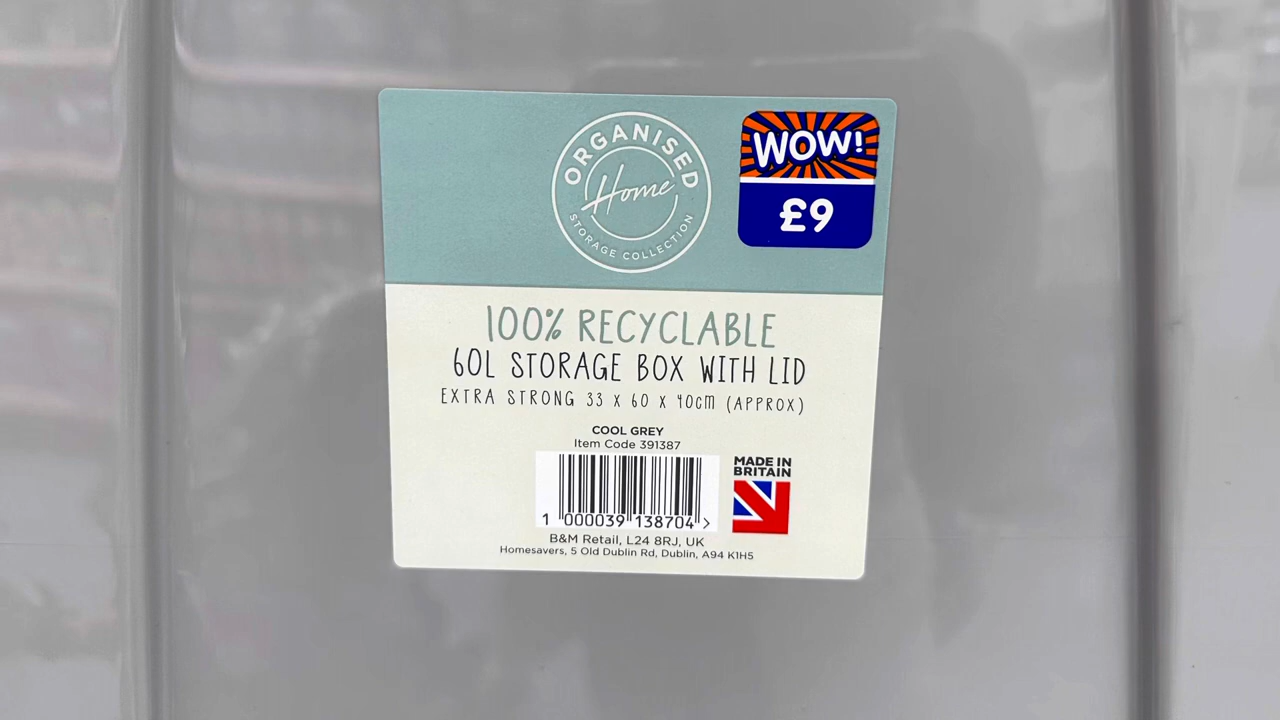 ORGANISED
Home
STORAGE COLLECTION
WOW!
£9
100% RECYCLABLE
60L STORAGE BOX WITH LID
EXTRA STRONG 33 x 60 x 40cm (APPROX)
COOL GREY
Item Code 391387
MADE IN
BRITAIN
1 000039 138704 >
B&M Retail, L24 8RJ, UK
Homesavers, 5 Old Dublin Rd, Dublin, A94 K1H5